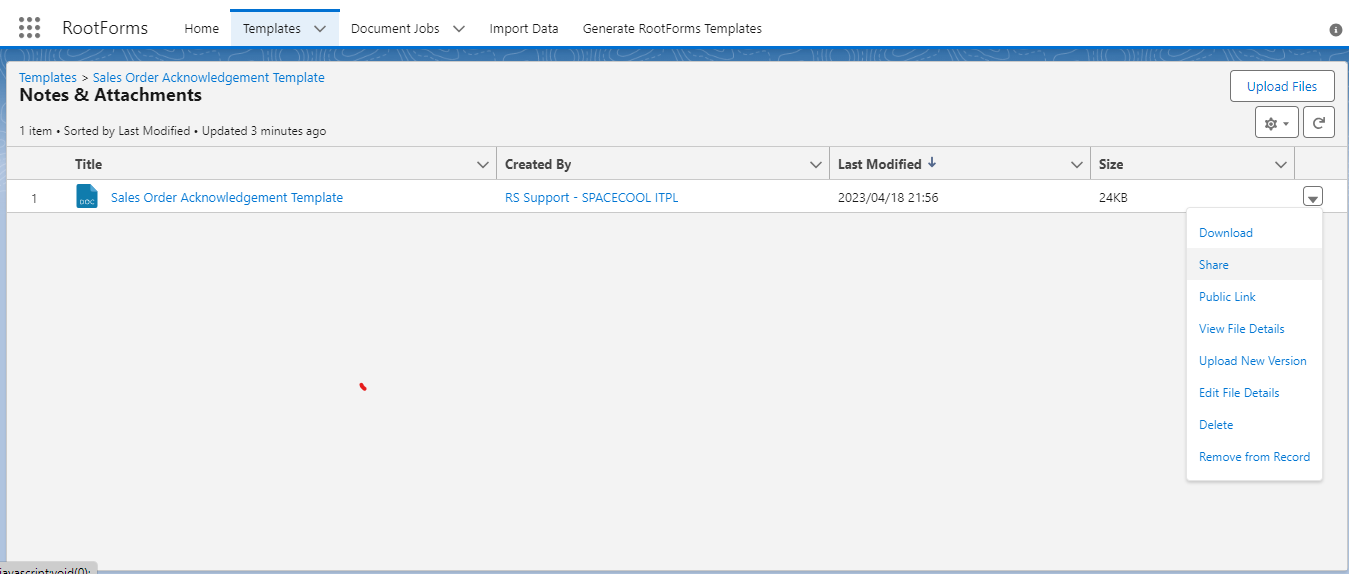 RootForms Home Templates Document Jobs Import Data Generate RootForms Templates
Templates > Sales Order Acknowledgement Template
Notes & Attachments
Upload Files
1 item • Sorted by Last Modified • Updated 3 minutes ago
Title Created By Last Modified Size
1 DOC Sales Order Acknowledgement Template RS Support - SPACECOOL ITPL 2023/04/18 21:56 24KB
Download
Share
Public Link
View File Details
Upload New Version
Edit File Details
Delete
Remove from Record
javascript:void(0);